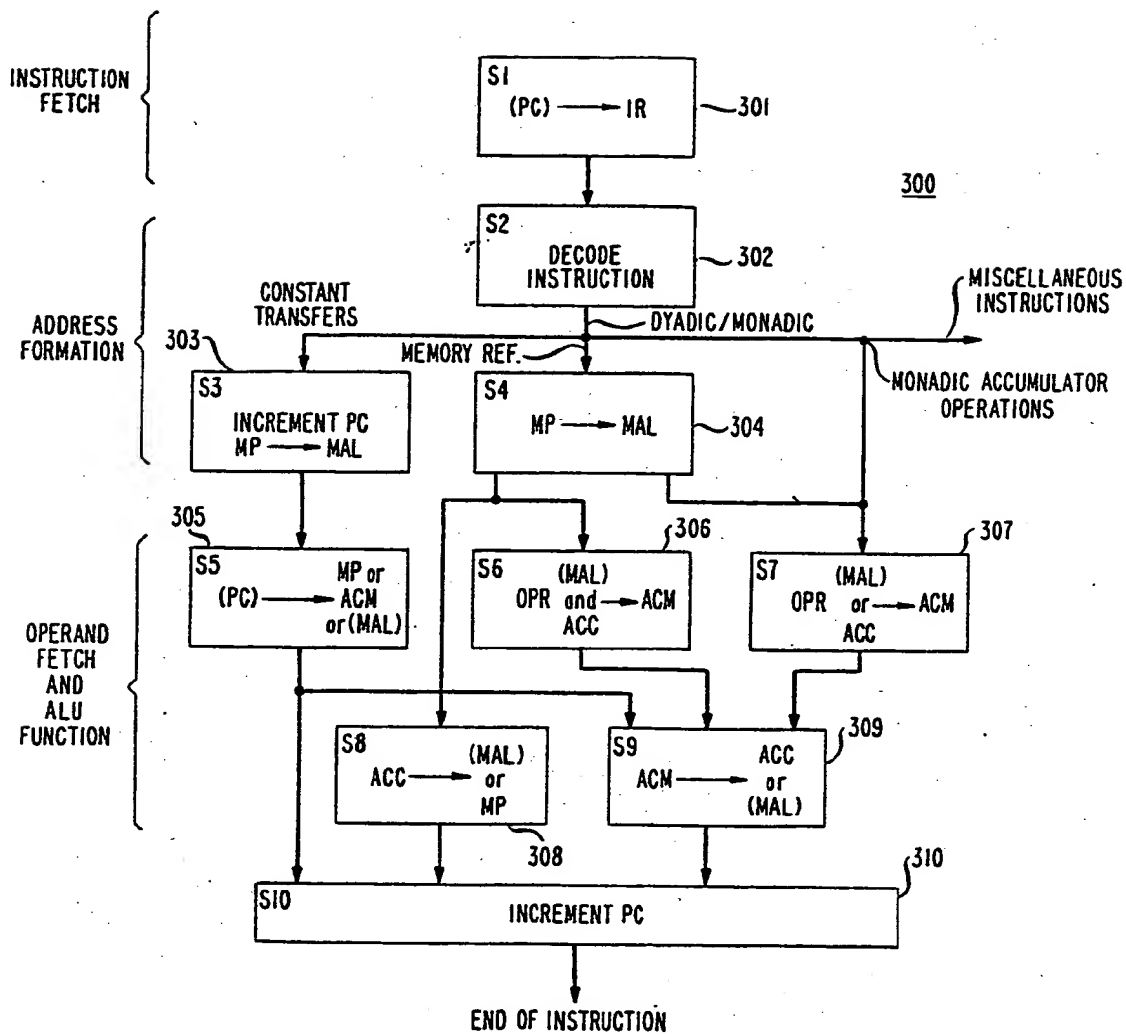 INSTRUCTION
FETCH
S1
(PC) → IR
301
300
S2
DECODE
INSTRUCTION
302
ADDRESS
FORMATION
CONSTANT
TRANSFERS
DYADIC/MONADIC
MISCELLANEOUS
INSTRUCTIONS
303
MEMORY REF.
MONADIC ACCUMULATOR
OPERATIONS
S3
INCREMENT PC
MP → MAL
S4
MP → MAL
304
OPERAND
FETCH
AND
ALU
FUNCTION
305
S5
(PC) → MP or
ACM
or (MAL)
306
S6
(MAL)
OPR and → ACM
ACC
307
S7
(MAL)
OPR or → ACM
ACC
S8
ACC → (MAL)
or
MP
308
S9
ACM → ACC
or
(MAL)
309
310
S10
INCREMENT PC
END OF INSTRUCTION